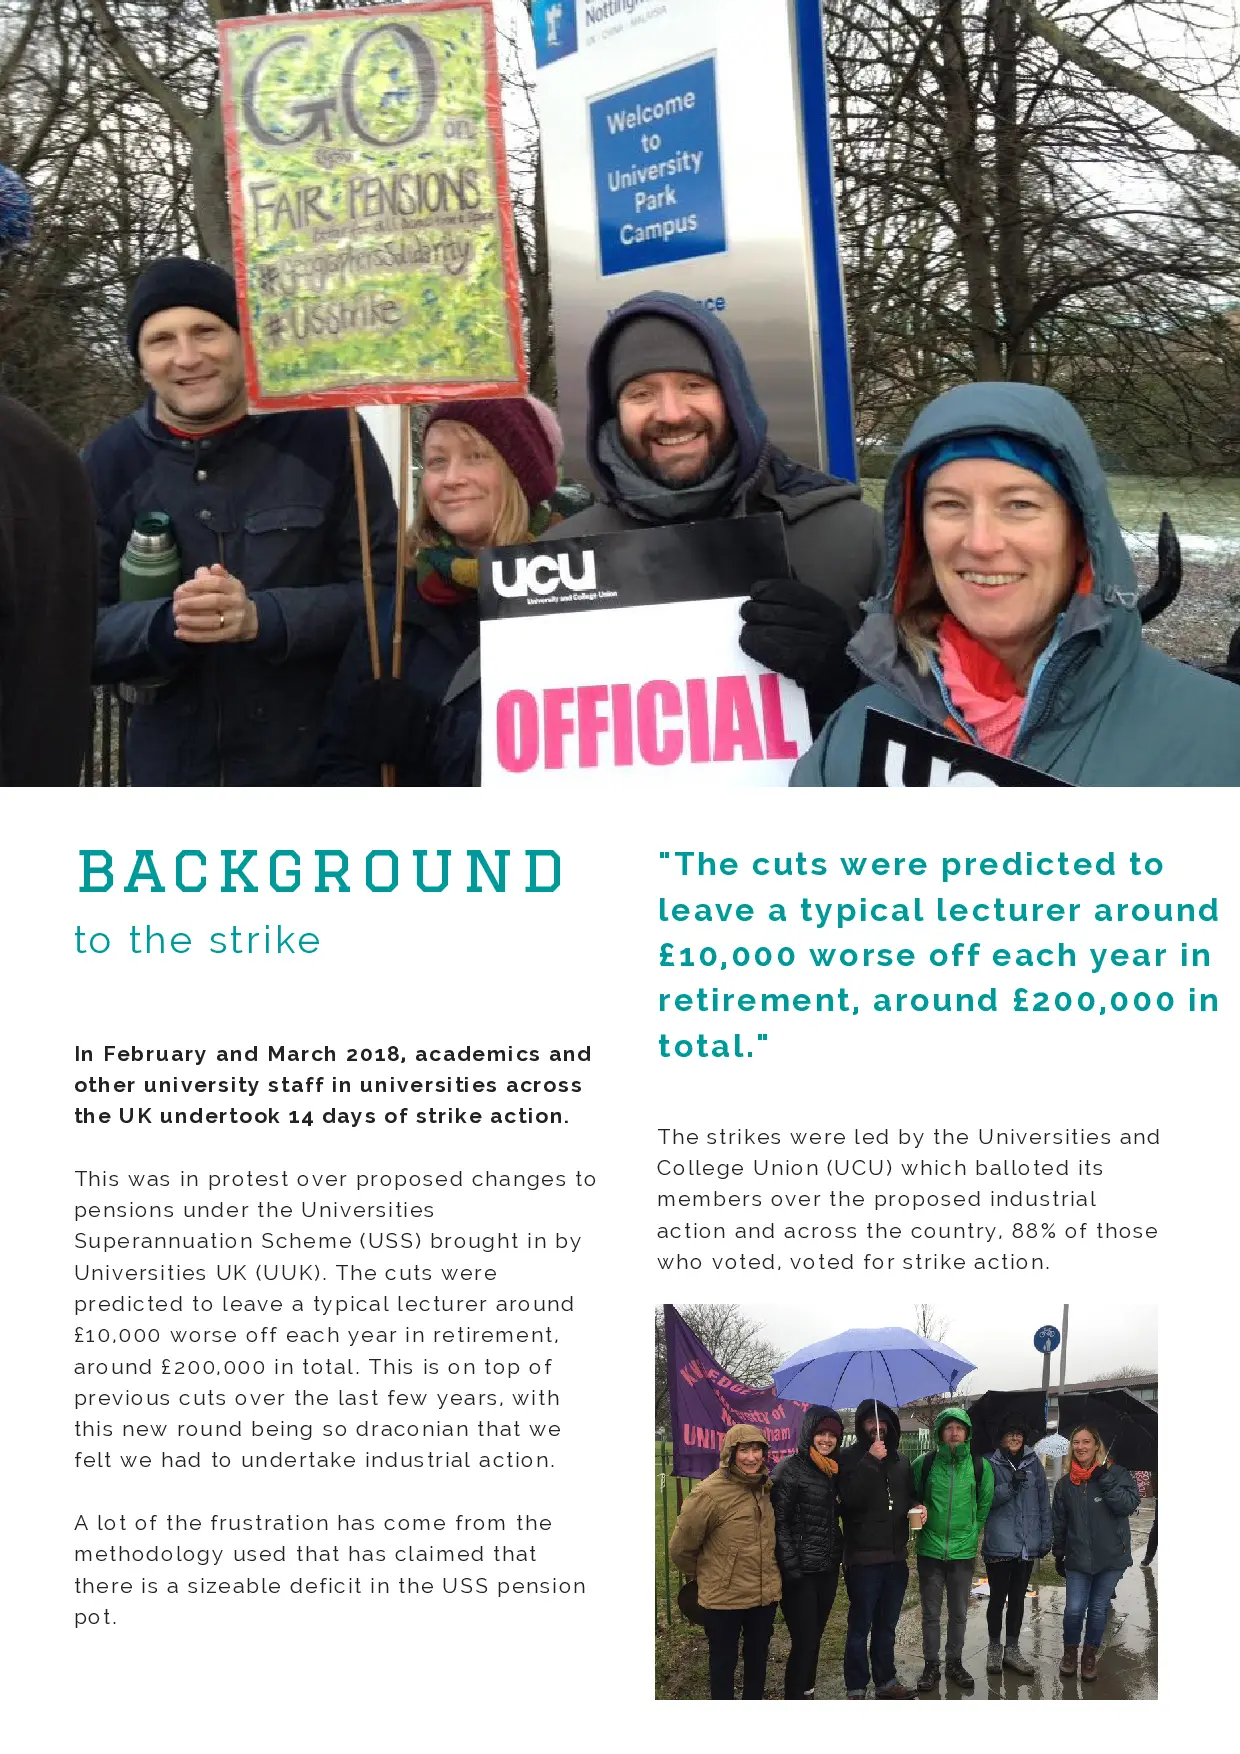 GO on
FAIR PENSIONS
#GeographersSolidarity
#USStrike
Nottingh
UK · CHINA · MALAYSIA
Welcome
to
University
Park
Campus
ucu
University and College Union
OFFICIAL
BACKGROUND
to the strike
In February and March 2018, academics and
other university staff in universities across
the UK undertook 14 days of strike action.
This was in protest over proposed changes to
pensions under the Universities
Superannuation Scheme (USS) brought in by
Universities UK (UUK). The cuts were
predicted to leave a typical lecturer around
£10,000 worse off each year in retirement,
around £200,000 in total. This is on top of
previous cuts over the last few years, with
this new round being so draconian that we
felt we had to undertake industrial action.
A lot of the frustration has come from the
methodology used that has claimed that
there is a sizeable deficit in the USS pension
pot.
"The cuts were predicted to
leave a typical lecturer around
£10,000 worse off each year in
retirement, around £200,000 in
total."
The strikes were led by the Universities and
College Union (UCU) which balloted its
members over the proposed industrial
action and across the country, 88% of those
who voted, voted for strike action.